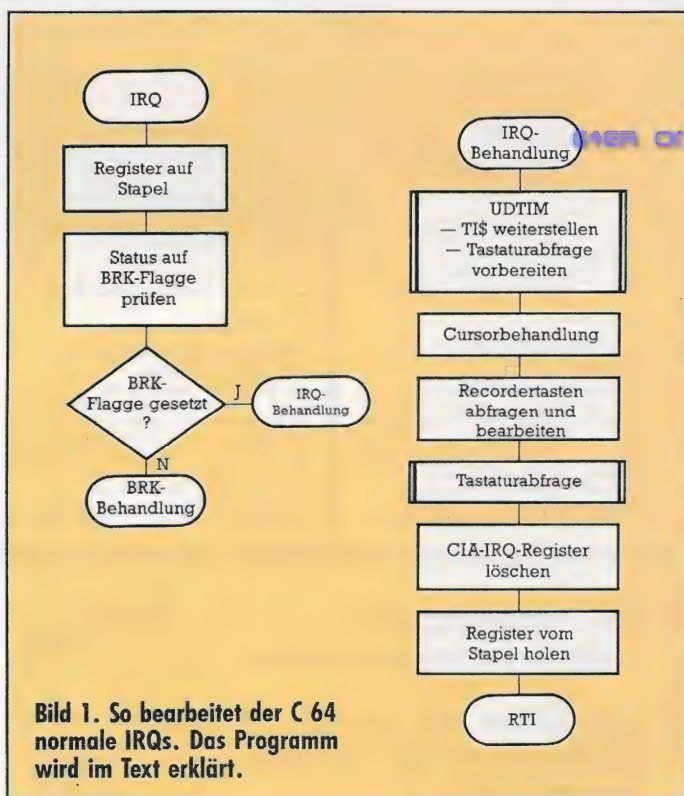 IRQ
Register auf
Stapel
Status auf
BRK-Flagge
prüfen
BRK-
Flagge gesetzt
?
J
IRQ-
Behandlung
N
BRK-
Behandlung
IRQ-
Behandlung
64ER ON
UDTIM
— TI$ weiterstellen
— Tastaturabfrage
vorbereiten
Cursorbehandlung
Recordertasten
abfragen und
bearbeiten
Tastaturabfrage
CIA-IRQ-Register
löschen
Register vom
Stapel holen
RTI
Bild 1. So bearbeitet der C 64
normale IRQs. Das Programm
wird im Text erklärt.